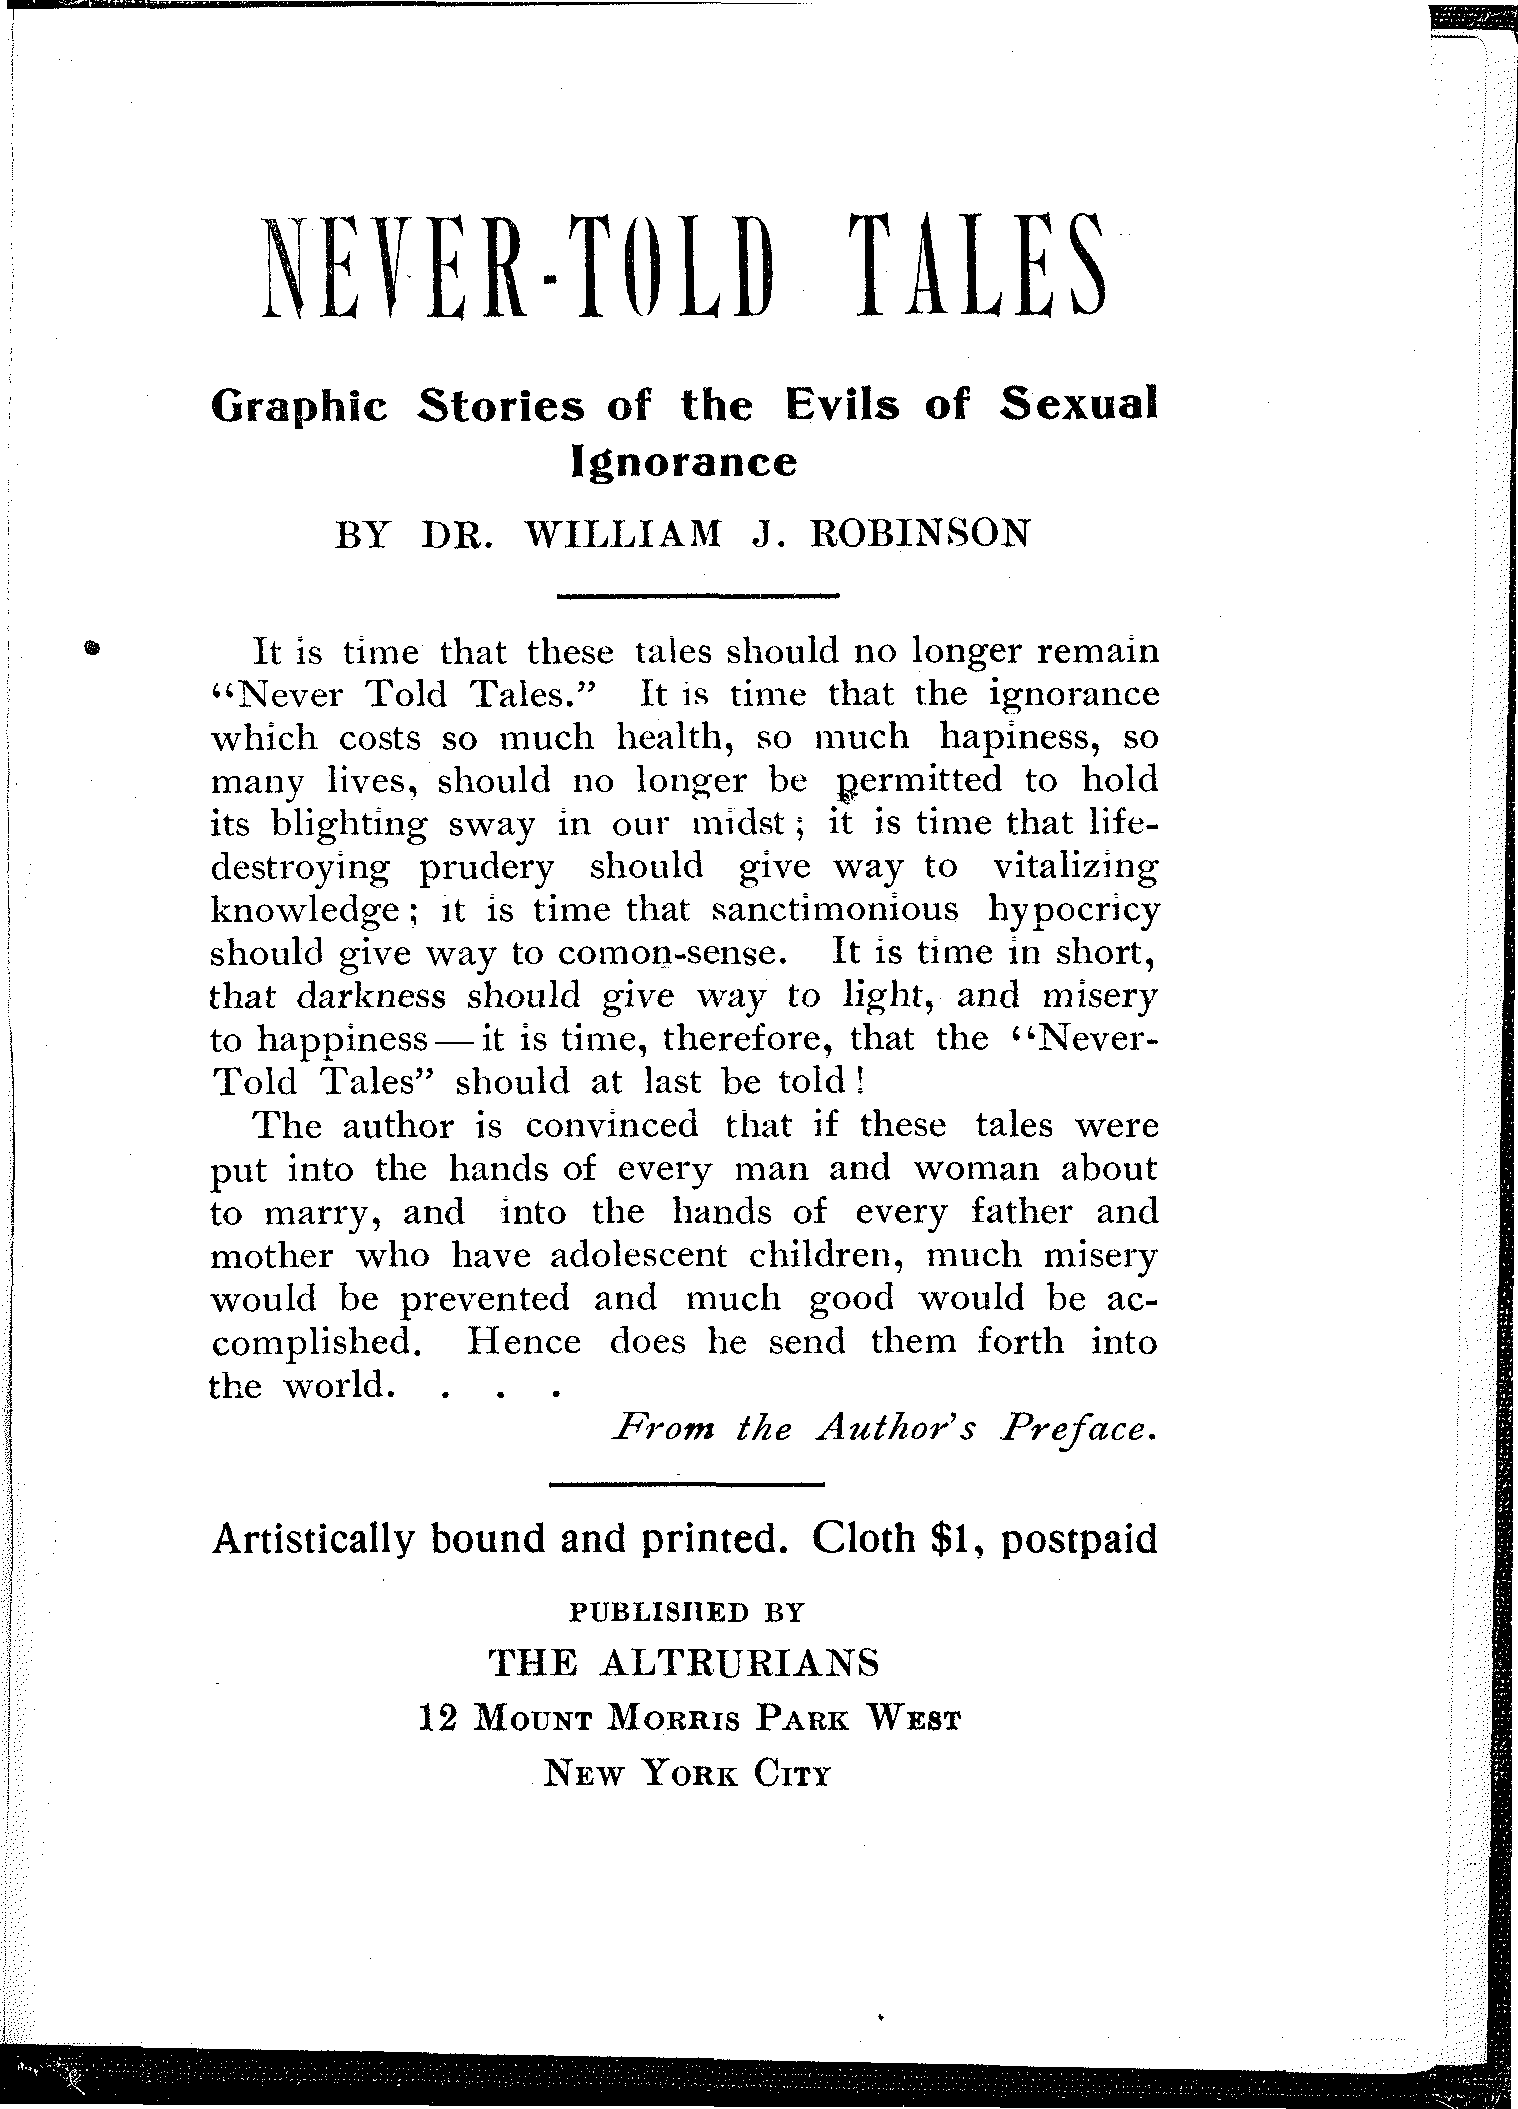 NEVER-TOLD TALES
Graphic Stories of the Evils of Sexual
Ignorance
BY DR. WILLIAM J. ROBINSON
It is time that these tales should no longer remain
“Never Told Tales.” It is time that the ignorance
which costs so much health, so much hapiness, so
many lives, should no longer be permitted to hold
its blighting sway in our midst; it is time that life-
destroying prudery should give way to vitalizing
knowledge; it is time that sanctimonious hypocricy
should give way to comon-sense. It is time in short,
that darkness should give way to light, and misery
to happiness—it is time, therefore, that the “Never-
Told Tales” should at last be told!
The author is convinced that if these tales were
put into the hands of every man and woman about
to marry, and into the hands of every father and
mother who have adolescent children, much misery
would be prevented and much good would be ac-
complished. Hence does he send them forth into
the world. . . .
From the Author's Preface.
Artistically bound and printed. Cloth $1, postpaid
PUBLISHED BY
THE ALTRURIANS
12 MOUNT MORRIS PARK WEST
NEW YORK CITY